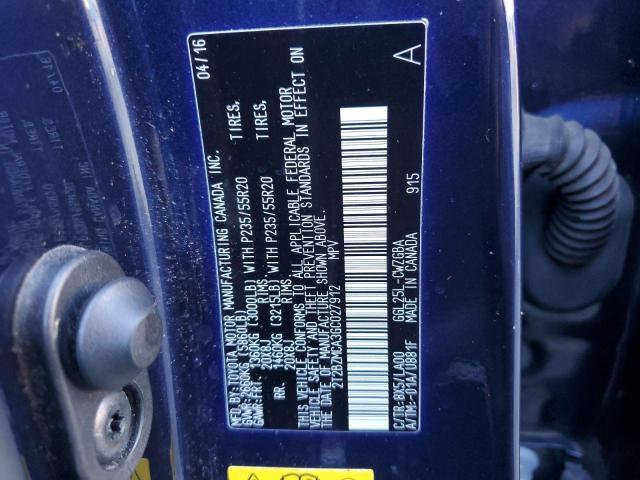 MFD. BY: TOYOTA MOTOR MANUFACTURING CANADA INC. 04/16
GVWR: 2660KG (5860LB)
GAWR: FRT. 1368KG (3000LB) WITH P235/55R20 TIRES,
20X8J RIMS,
RR. 1460KG (3215LB) WITH P235/55R20 TIRES,
20X8J RIMS
THIS VEHICLE CONFORMS TO ALL APPLICABLE FEDERAL MOTOR
VEHICLE SAFETY AND THEFT PREVENTION STANDARDS IN EFFECT ON
THE DATE OF MANUFACTURE SHOWN ABOVE.
2T2BZMCA3GC027912 MPV
A
C/TR: 8X5/LA00 GGL25L-CWZGBA
A/TM: -01A/U881F MADE IN CANADA 915